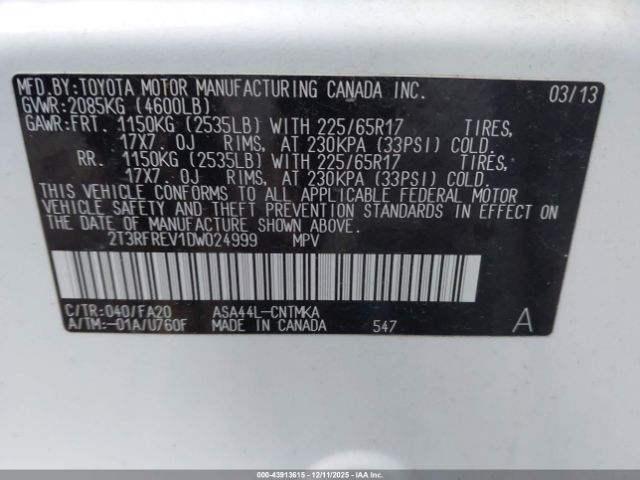 MFD.BY:TOYOTA MOTOR MANUFACTURING CANADA INC. 03/13
GVWR:2085KG (4600LB)
GAWR:FRT. 1150KG (2535LB) WITH 225/65R17 TIRES,
17X7. 0J RIMS, AT 230KPA (33PSI) COLD.
RR. 1150KG (2535LB) WITH 225/65R17 TIRES,
17X7. 0J RIMS, AT 230KPA (33PSI) COLD.
THIS VEHICLE CONFORMS TO ALL APPLICABLE FEDERAL MOTOR
VEHICLE SAFETY AND THEFT PREVENTION STANDARDS IN EFFECT ON
THE DATE OF MANUFACTURE SHOWN ABOVE.
2T3RFREV1DW024999 MPV
C/TR:040/FA20 ASA44L-CNTMKA
A/TM:-01A/U760F MADE IN CANADA 547 A
000-43913615 - 12/11/2025 - IAAI.COM